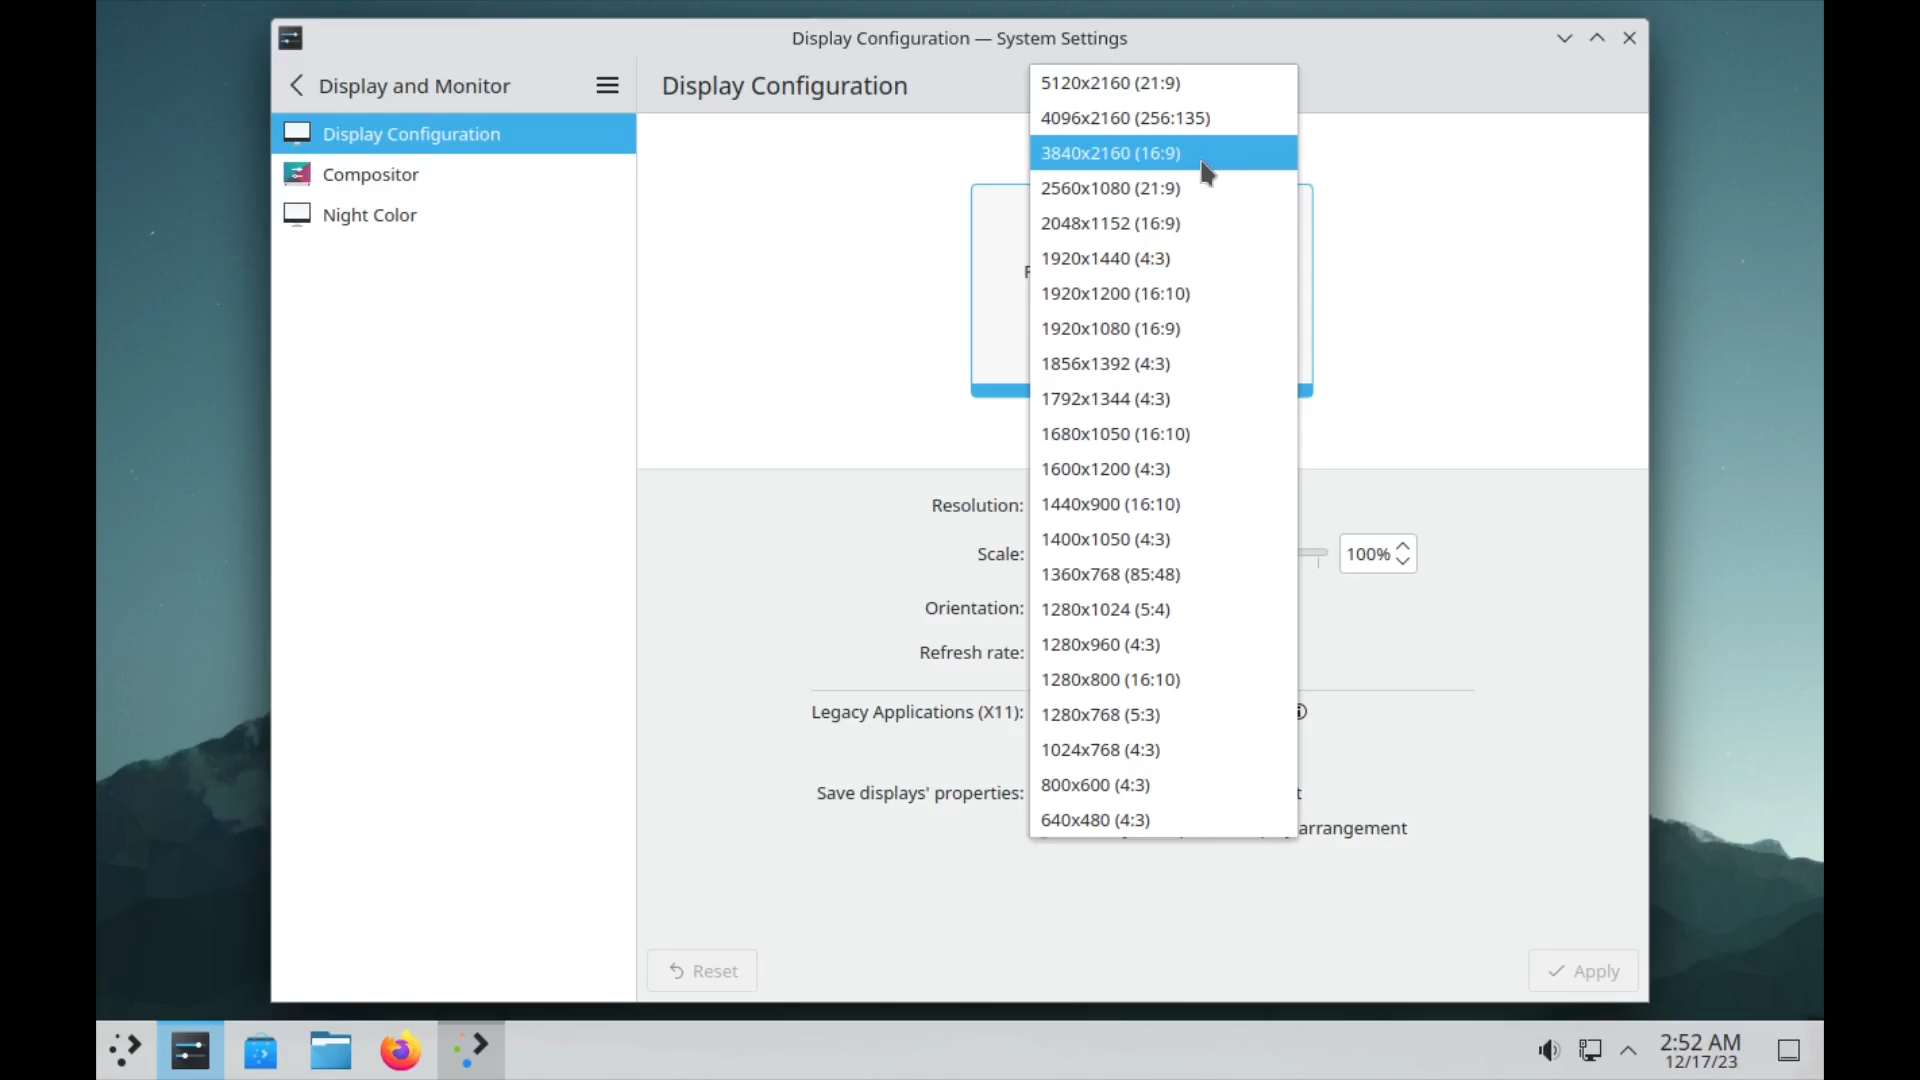 Display Configuration — System Settings
Display and Monitor
Display Configuration
Compositor
Night Color
Display Configuration
5120x2160 (21:9)
4096x2160 (256:135)
3840x2160 (16:9)
2560x1080 (21:9)
2048x1152 (16:9)
1920x1440 (4:3)
1920x1200 (16:10)
1920x1080 (16:9)
1856x1392 (4:3)
1792x1344 (4:3)
1680x1050 (16:10)
1600x1200 (4:3)
1440x900 (16:10)
1400x1050 (4:3)
1360x768 (85:48)
1280x1024 (5:4)
1280x960 (4:3)
1280x800 (16:10)
1280x768 (5:3)
1024x768 (4:3)
800x600 (4:3)
640x480 (4:3)
Resolution:
Scale:
100%
Orientation:
Refresh rate:
Legacy Applications (X11):
Save displays' properties:
arrangement
Reset
Apply
2:52 AM
12/17/23